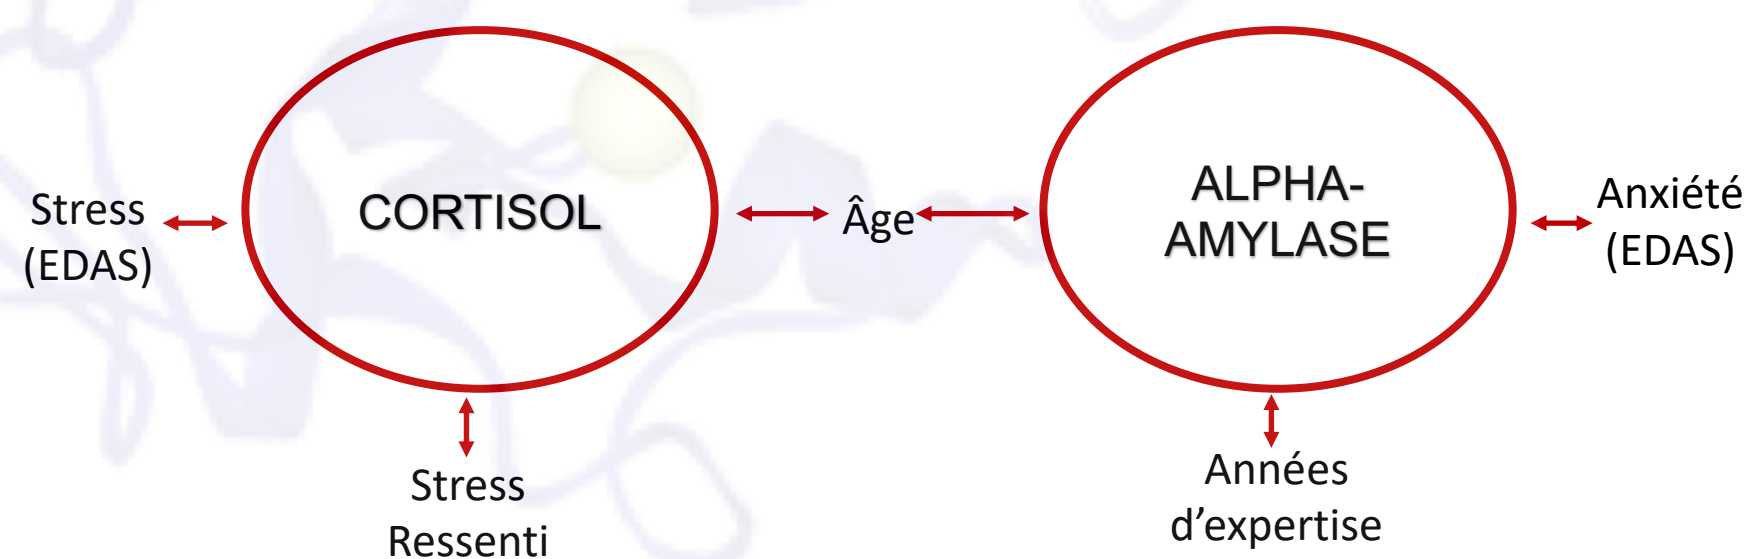 Stress
(EDAS)
CORTISOL
Stress
Ressenti
Âge
ALPHA-
AMYLASE
Années
d’expertise
Anxiété
(EDAS)